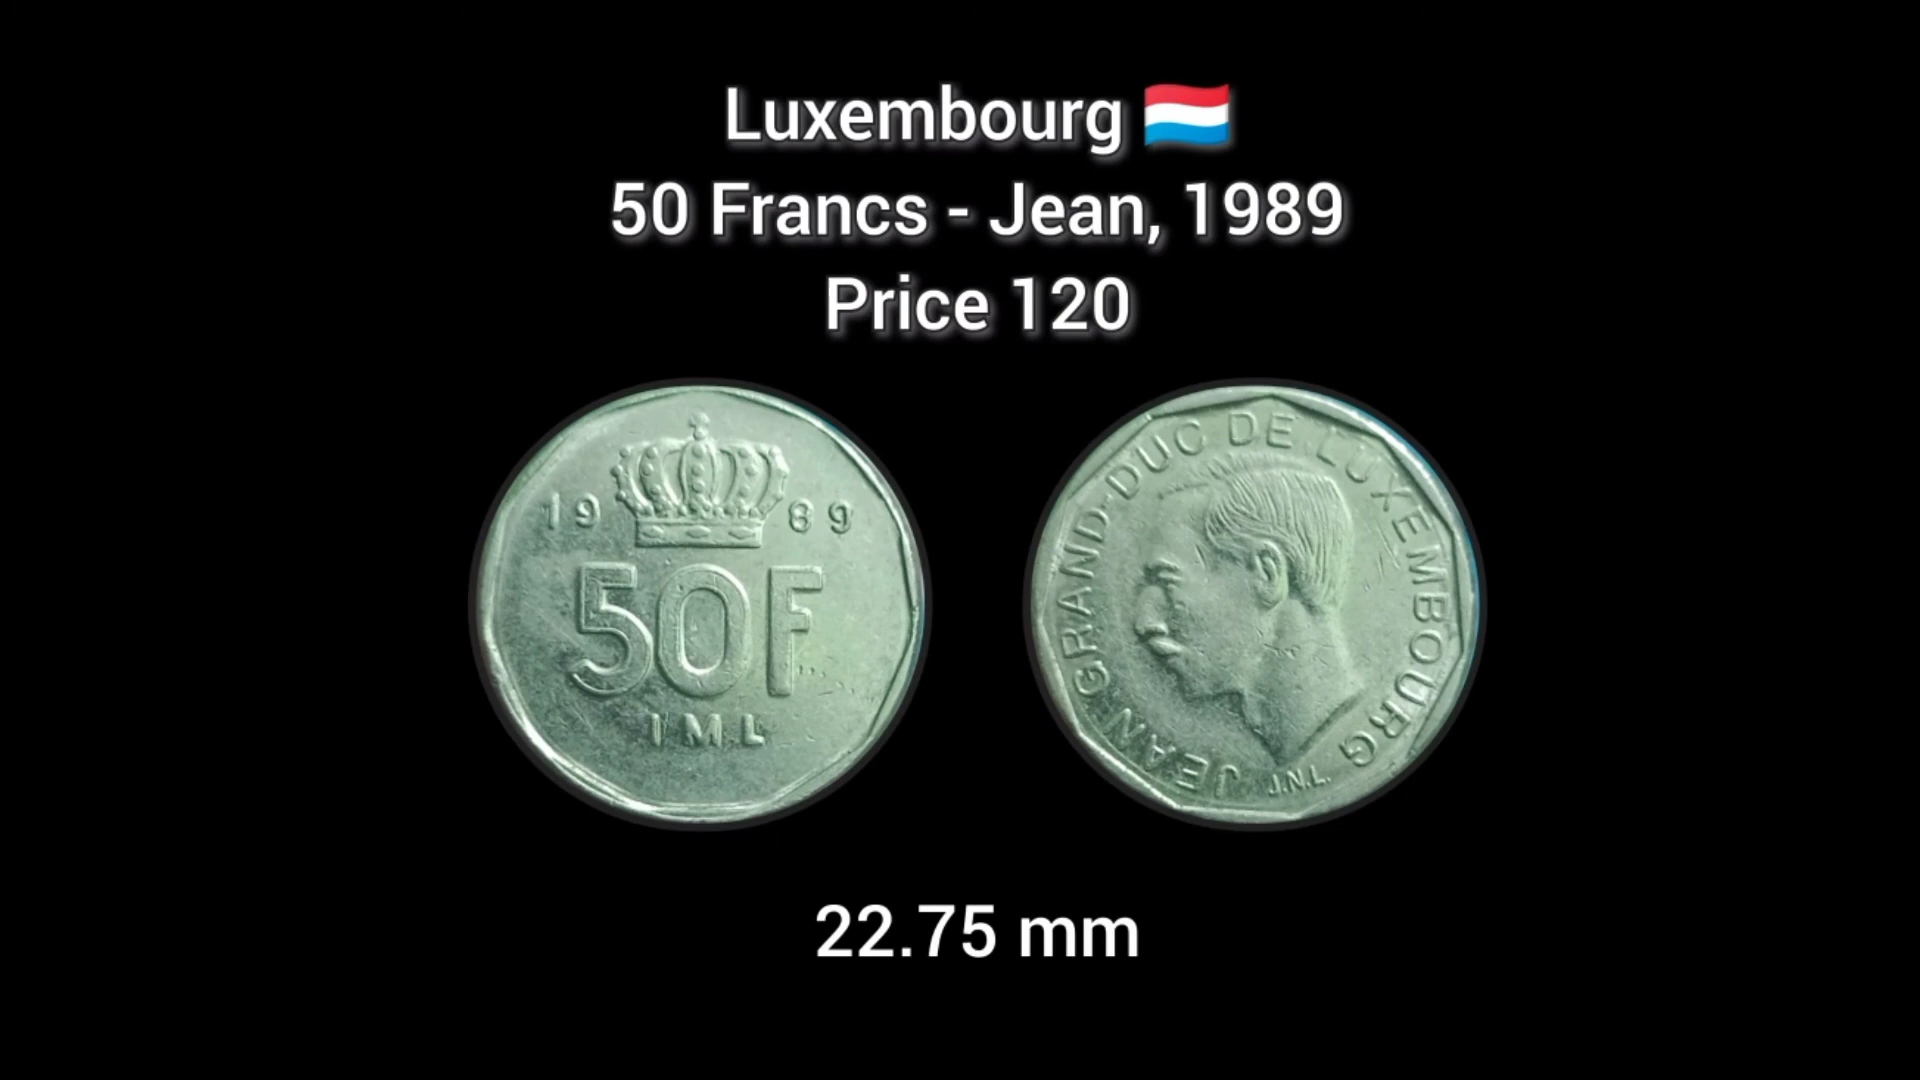 Luxembourg 🇱🇺
50 Francs - Jean, 1989
Price 120
19 89
50F
IML
JEAN GRAND-DUC DE LUXEMBOURG
J.N.L.
22.75 mm